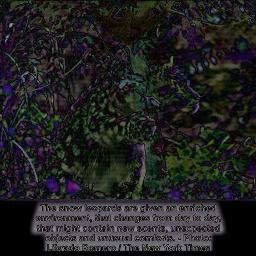 The snow leopards are given an enriched
environment, that changes from day to day,
that might contain new scents, unexpected
objects and unusual comforts. - Photo:
Librado Romero / The New York Times